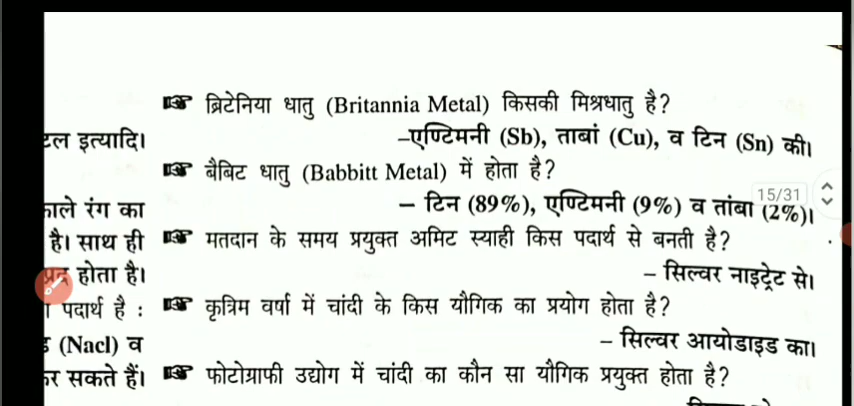 ☞ ब्रिटेनिया धातु (Britannia Metal) किसकी मिश्रधातु है?
इत्यादि।
–एण्टिमनी (Sb), ताबां (Cu), व टिन (Sn) की।
☞ बैबिट धातु (Babbitt Metal) में होता है?
15/31
रंग का
– टिन (89%), एण्टिमनी (9%) व तांबा (2%)।
है। साथ ही
☞ मतदान के समय प्रयुक्त अमिट स्याही किस पदार्थ से बनती है?
होता है।
– सिल्वर नाइट्रेट से।
पदार्थ है :
☞ कृत्रिम वर्षा में चांदी के किस यौगिक का प्रयोग होता है?
(Nacl) व
– सिल्वर आयोडाइड का।
सकते हैं।
☞ फोटोग्राफी उद्योग में चांदी का कौन सा यौगिक प्रयुक्त होता है?